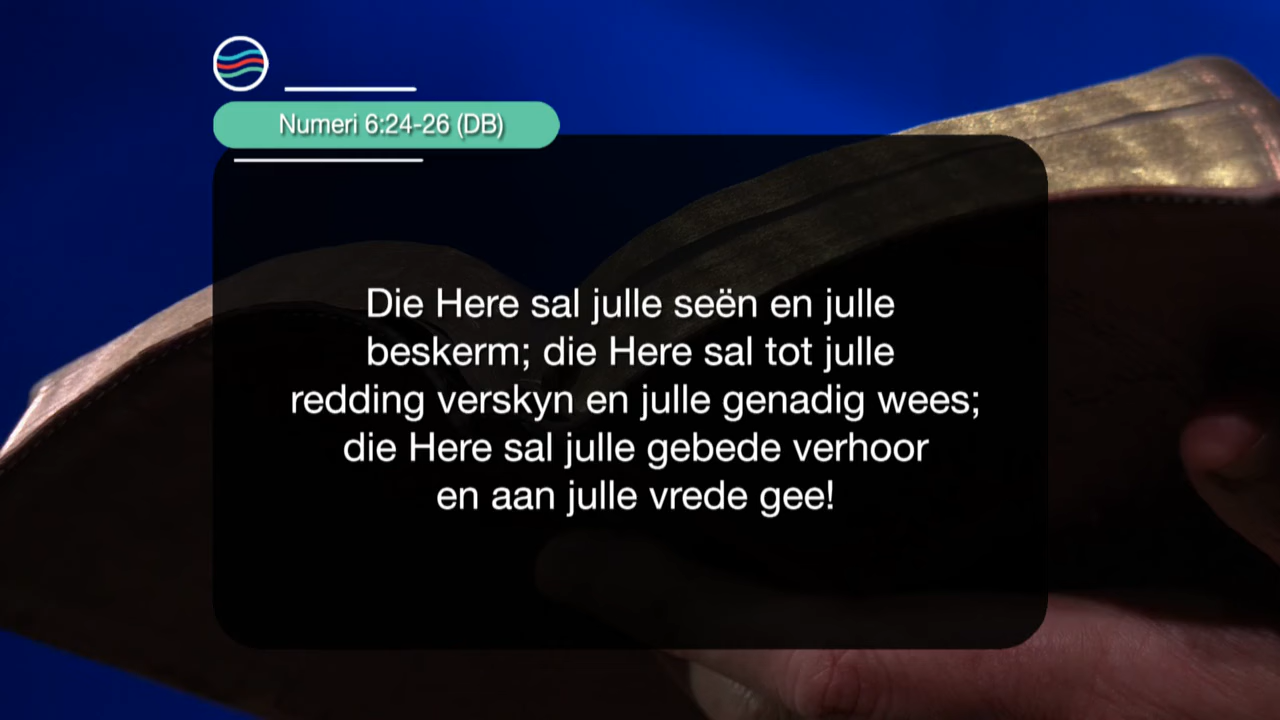 Numeri 6:24-26 (DB)
Die Here sal julle seën en julle
beskerm; die Here sal tot julle
redding verskyn en julle genadig wees;
die Here sal julle gebede verhoor
en aan julle vrede gee!